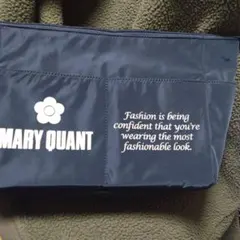 MARY QUANT
Fashion is being
confident that you're
wearing the most
fashionable look.